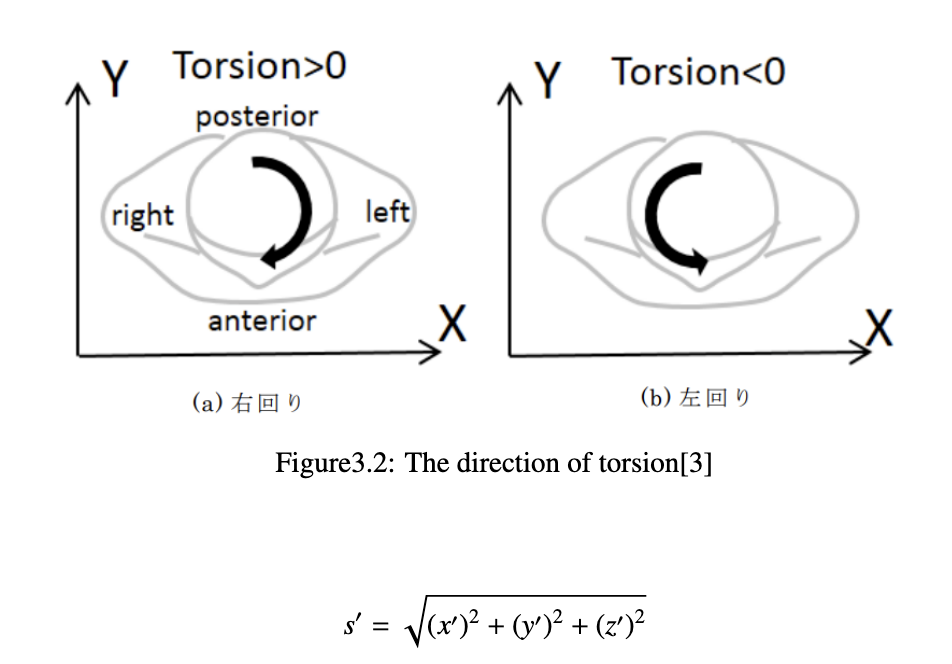 Y Torsion>0
posterior
right
left
anterior
X
(a) 右回り
Y Torsion<0
X
(b) 左回り
Figure3.2: The direction of torsion[3]
s′ = √(x′)² + (y′)² + (z′)²